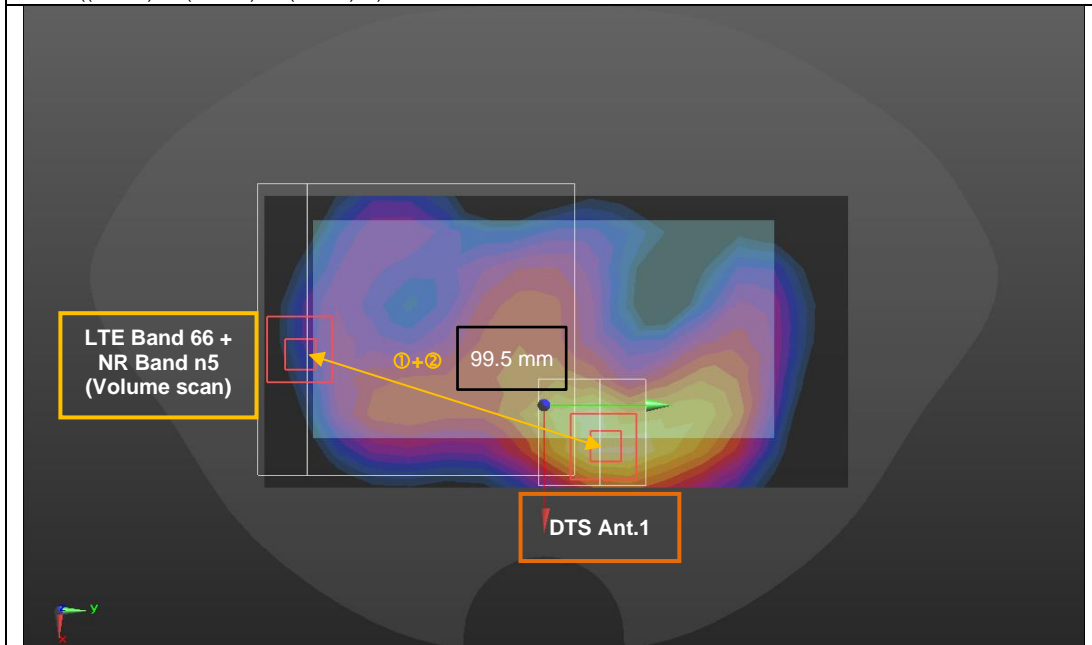 LTE Band 66 +
NR Band n5
(Volume scan)
①+②
99.5 mm
DTS Ant.1
y
x